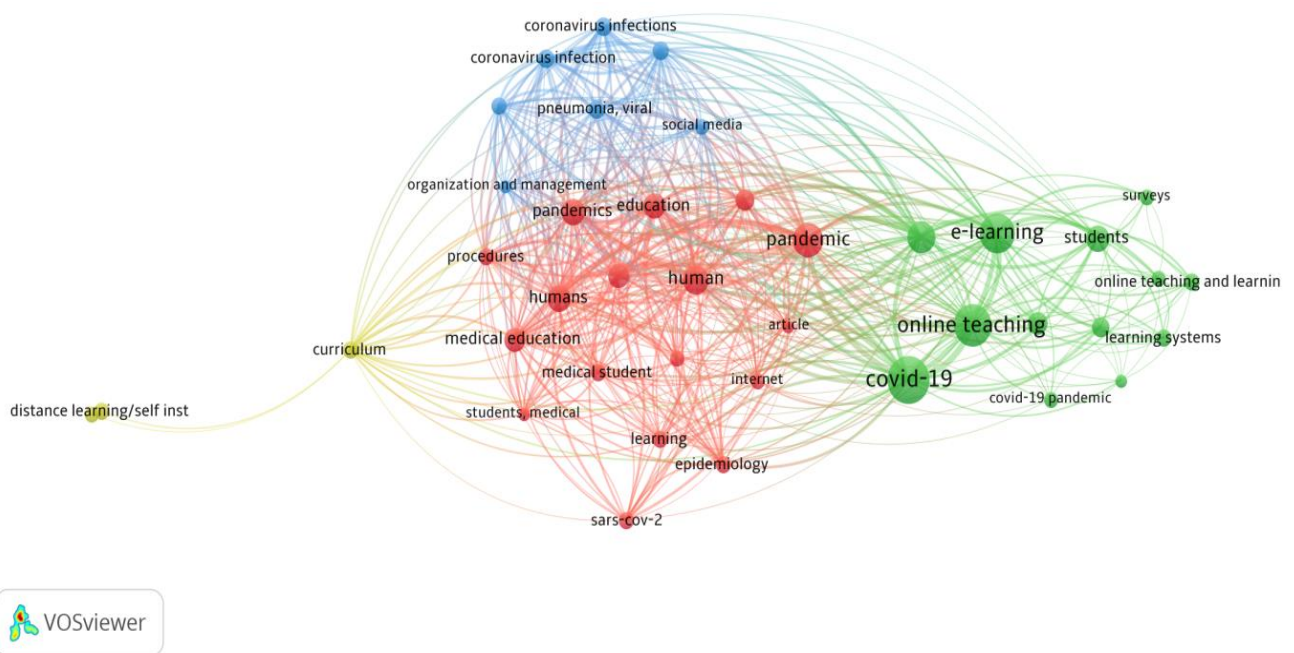 coronavirus infections
coronavirus infection
pneumonia, viral
social media
organization and management
pandemics
education
surveys
pandemic
e-learning
students
procedures
humans
human
online teaching and learnin
article
online teaching
learning systems
medical education
curriculum
medical student
internet
covid-19
covid-19 pandemic
distance learning/self inst
students, medical
learning
epidemiology
sars-cov-2
VOSviewer